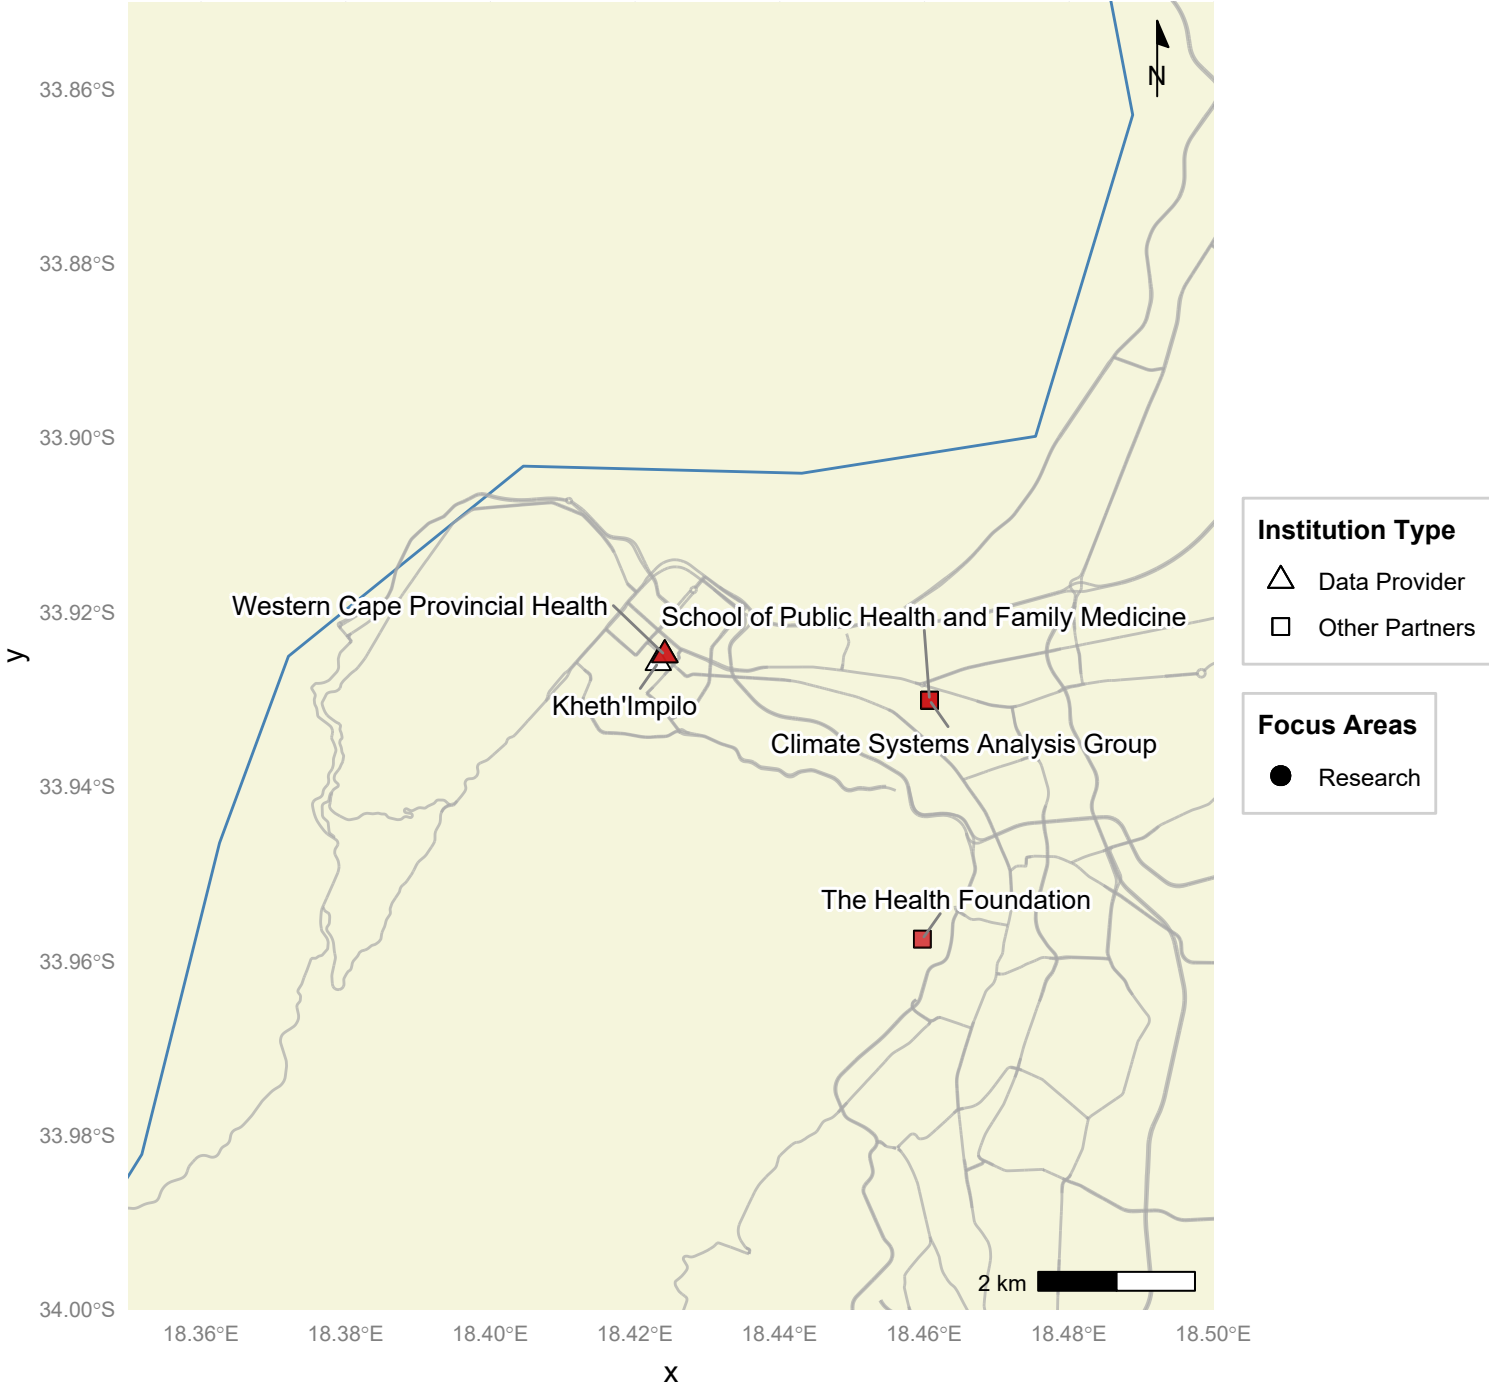 N
33.86°S
33.88°S
33.90°S
33.92°S
33.94°S
33.96°S
33.98°S
34.00°S
y
Western Cape Provincial Health
School of Public Health and Family Medicine
Kheth'Impilo
Climate Systems Analysis Group
The Health Foundation
2 km
18.36°E
18.38°E
18.40°E
18.42°E
18.44°E
18.46°E
18.48°E
18.50°E
x
Institution Type
Data Provider
Other Partners
Focus Areas
Research